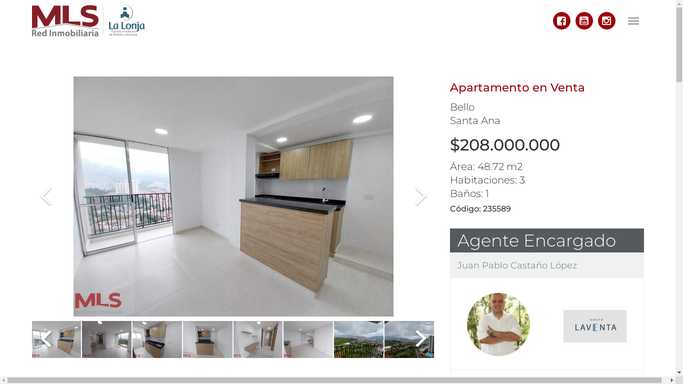 MLS
Red Inmobiliaria
La Lonja
Apartamento en Venta
Bello
Santa Ana
$208.000.000
Área: 48.72 m2
Habitaciones: 3
Baños: 1
Código: 235589
MLS
Agente Encargado
Juan Pablo Castaño López
LAVENTA